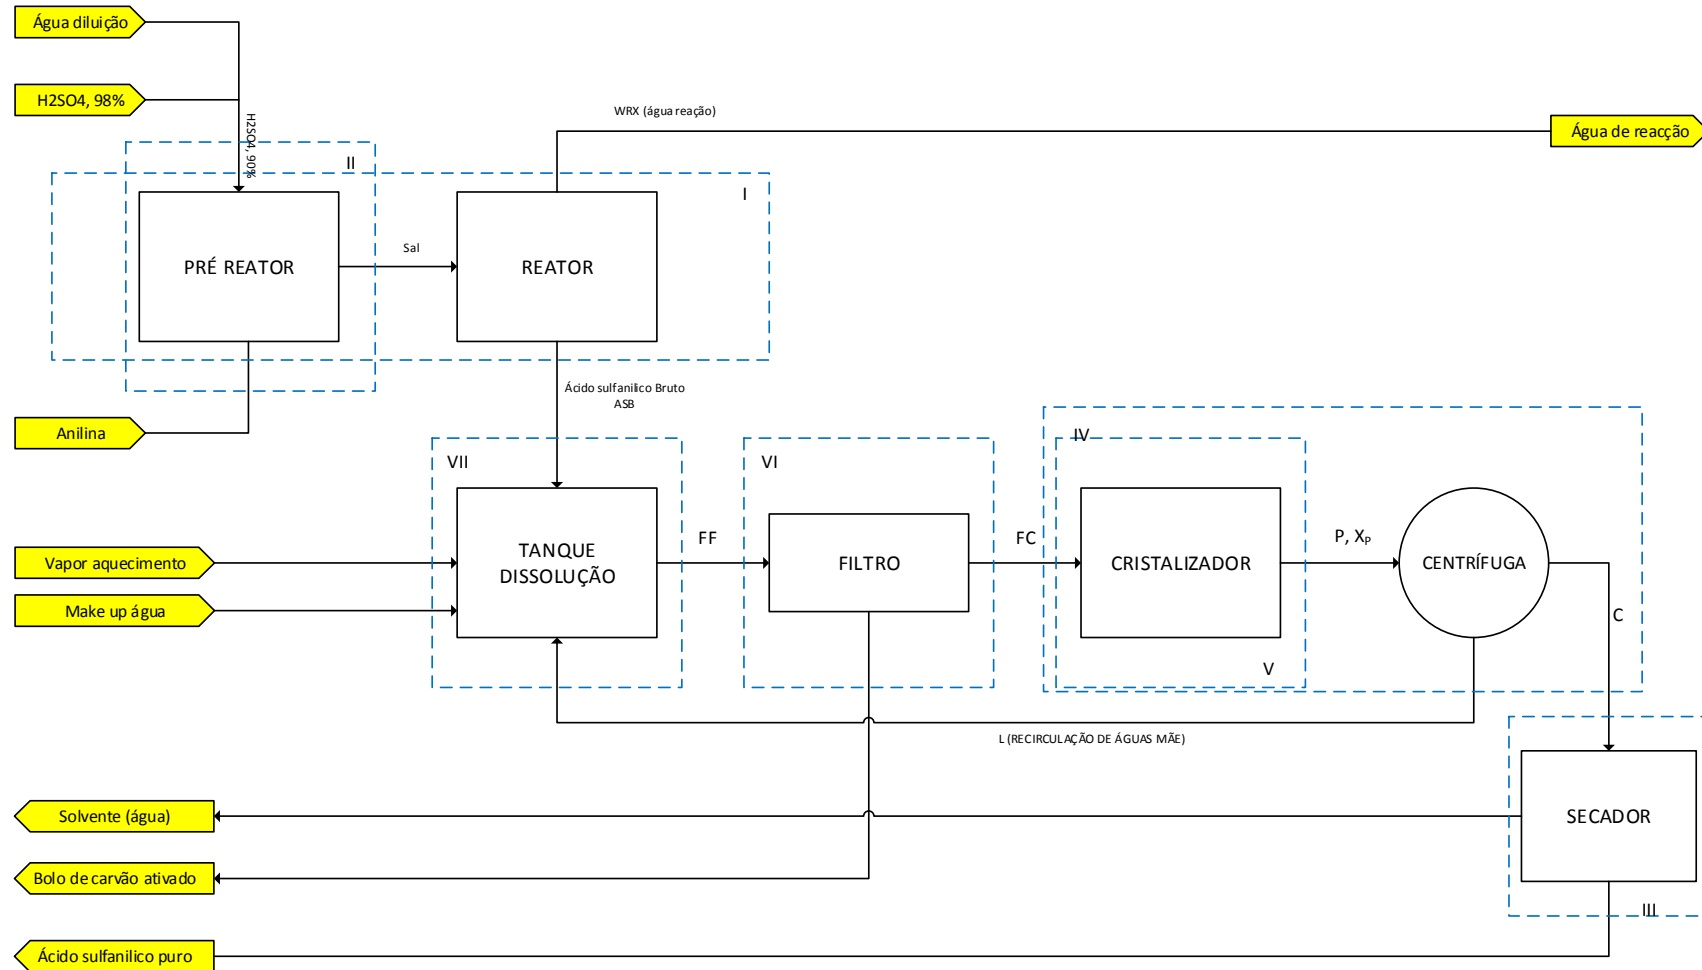 Água diluição
H2SO4, 98%
H2SO4, 90%
WRX (água reação)
Água de reacção
II
I
PRÉ REATOR
Sal
REATOR
Ácido sulfanilico Bruto
ASB
Anilina
VII
VI
IV
TANQUE
DISSOLUÇÃO
FF
FILTRO
FC
CRISTALIZADOR
P, XP
CENTRÍFUGA
Vapor aquecimento
Make up água
C
V
L (RECIRCULAÇÃO DE ÁGUAS MÃE)
Solvente (água)
SECADOR
Bolo de carvão ativado
III
Ácido sulfanilico puro